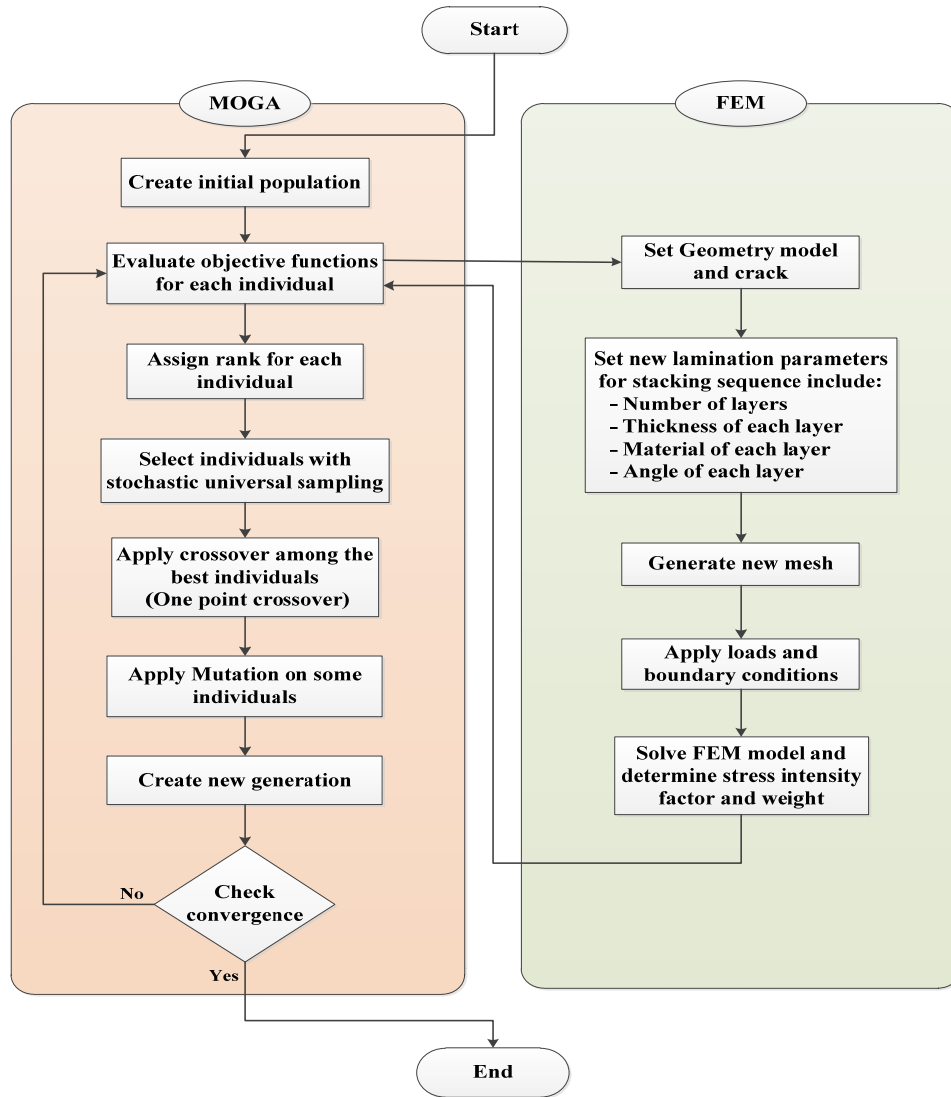 Start
MOGA
Create initial population
Evaluate objective functions
for each individual
Assign rank for each
individual
Select individuals with
stochastic universal sampling
Apply crossover among the
best individuals
(One point crossover)
Apply Mutation on some
individuals
Create new generation
Check
convergence
No
Yes
End
FEM
Set Geometry model
and crack
Set new lamination parameters
for stacking sequence include:
- Number of layers
- Thickness of each layer
- Material of each layer
- Angle of each layer
Generate new mesh
Apply loads and
boundary conditions
Solve FEM model and
determine stress intensity
factor and weight